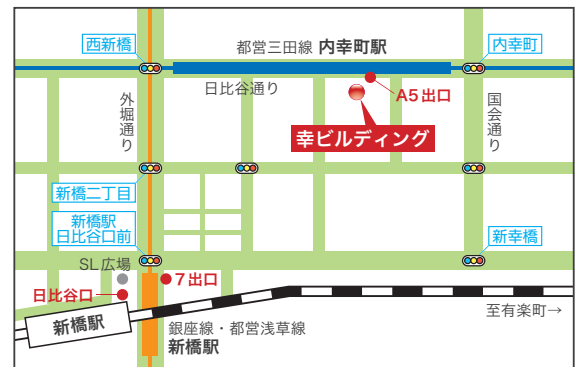 西新橋
都営三田線 内幸町駅
内幸町
外堀通り
日比谷通り
A5出口
国会通り
幸ビルディング
新橋二丁目
新橋駅
日比谷口前
新幸橋
SL広場
7出口
日比谷口
新橋駅
銀座線・都営浅草線
新橋駅
至有楽町→